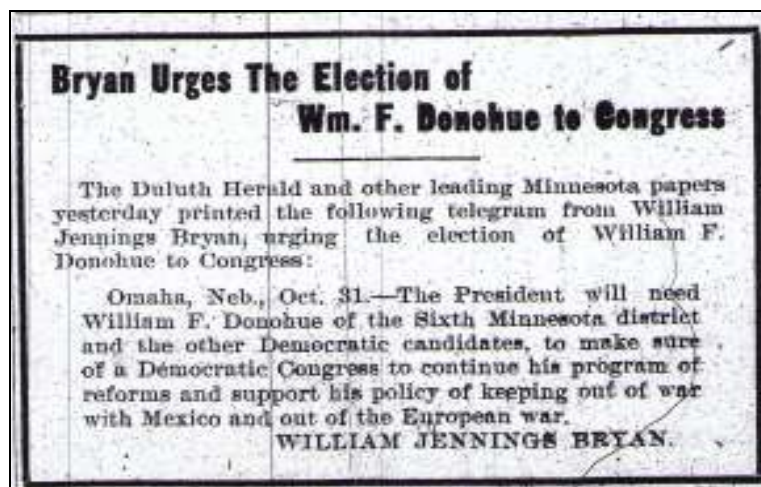 Bryan Urges The Election of
Wm. F. Donohue to Congress
The Duluth Herald and other leading Minnesota papers
yesterday printed the following telegram from William
Jennings Bryan, urging the election of William F.
Donohue to Congress:
Omaha, Neb., Oct. 31.—The President will need
William F. Donohue of the Sixth Minnesota district
and the other Democratic candidates, to make sure
of a Democratic Congress to continue his program of
reforms and support his policy of keeping out of war
with Mexico and out of the European war.
WILLIAM JENNINGS BRYAN.